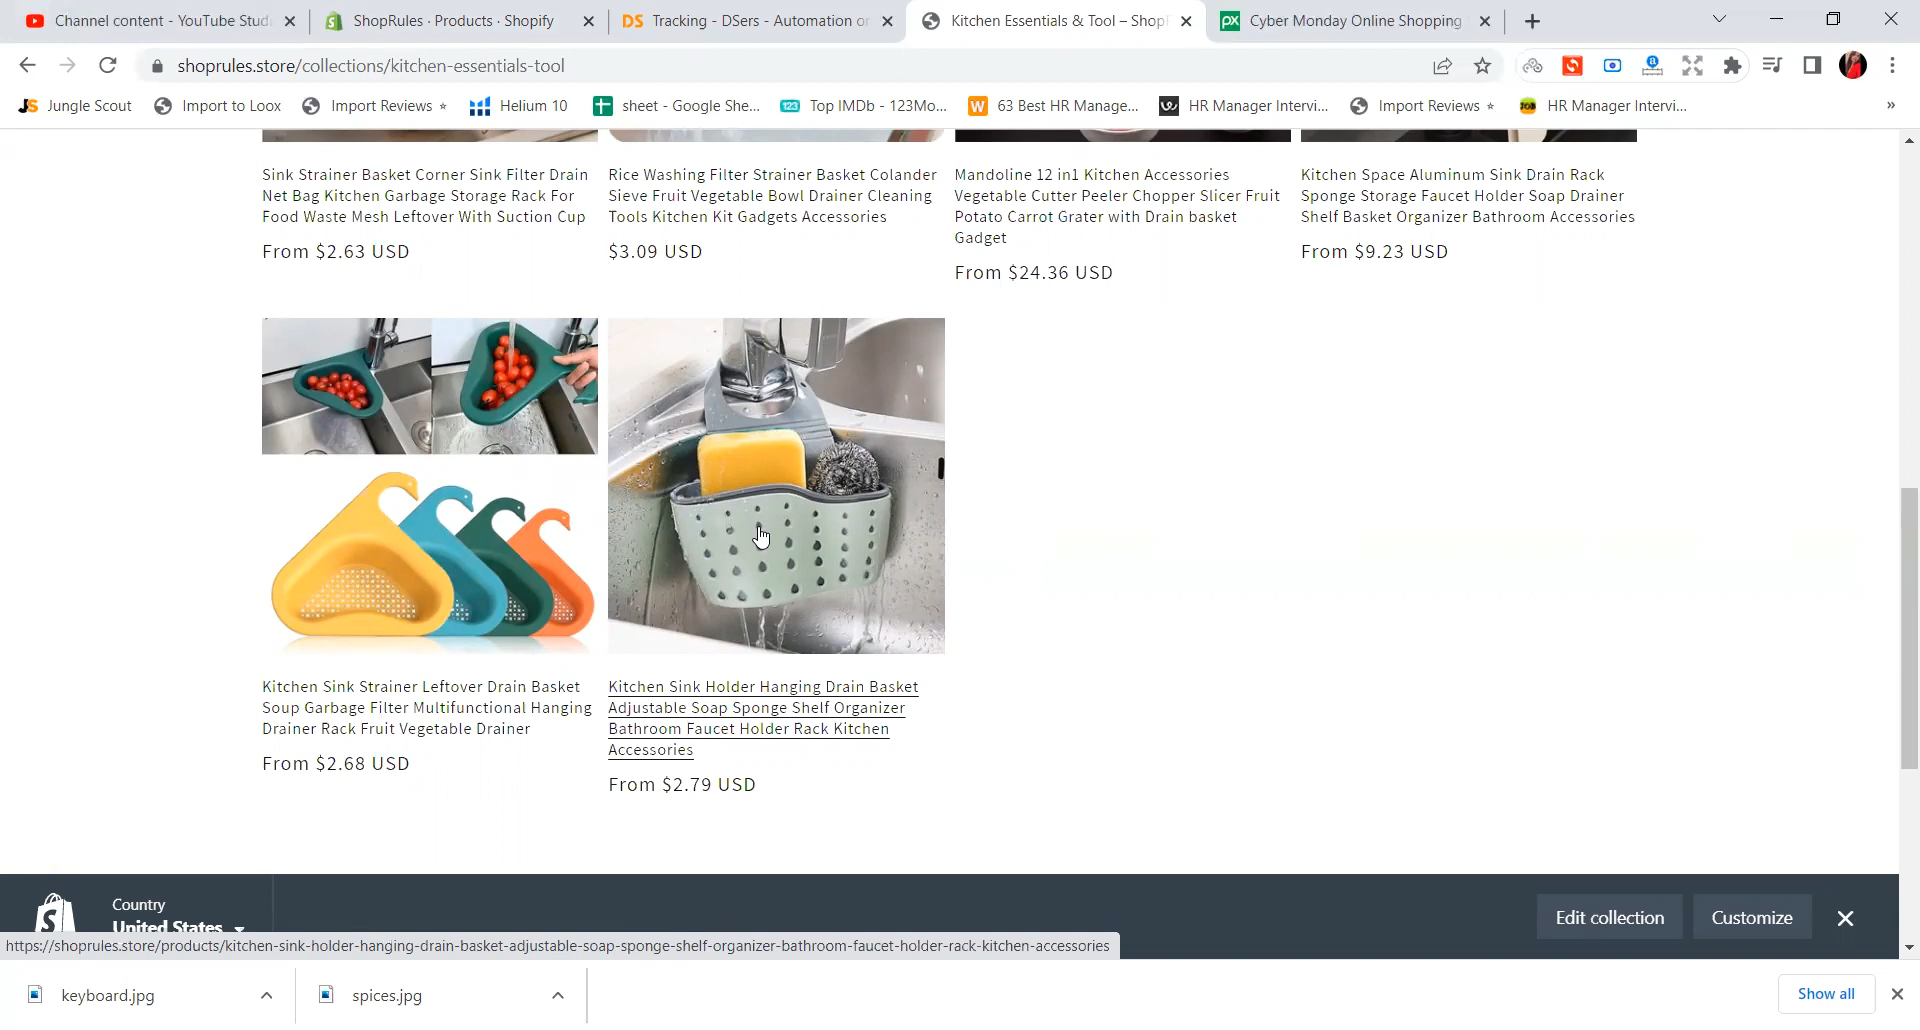 Channel content - YouTube Stud
ShopRules · Products · Shopify
DS Tracking - DSers - Automation or
Kitchen Essentials & Tool – Shop
px Cyber Monday Online Shopping
shoprules.store/collections/kitchen-essentials-tool
JS Jungle Scout
Import to Loox
Import Reviews ⭑
Helium 10
sheet - Google She...
123 Top IMDb - 123Mo...
W 63 Best HR Manage...
HR Manager Intervi...
Import Reviews ⭑
JOB HR Manager Intervi...
»
Sink Strainer Basket Corner Sink Filter Drain
Net Bag Kitchen Garbage Storage Rack For
Food Waste Mesh Leftover With Suction Cup
From $2.63 USD
Rice Washing Filter Strainer Basket Colander
Sieve Fruit Vegetable Bowl Drainer Cleaning
Tools Kitchen Kit Gadgets Accessories
$3.09 USD
Mandoline 12 in1 Kitchen Accessories
Vegetable Cutter Peeler Chopper Slicer Fruit
Potato Carrot Grater with Drain basket
Gadget
From $24.36 USD
Kitchen Space Aluminum Sink Drain Rack
Sponge Storage Faucet Holder Soap Drainer
Shelf Basket Organizer Bathroom Accessories
From $9.23 USD
Kitchen Sink Strainer Leftover Drain Basket
Soup Garbage Filter Multifunctional Hanging
Drainer Rack Fruit Vegetable Drainer
From $2.68 USD
Kitchen Sink Holder Hanging Drain Basket
Adjustable Soap Sponge Shelf Organizer
Bathroom Faucet Holder Rack Kitchen
Accessories
From $2.79 USD
Country
United States
Edit collection
Customize
https://shoprules.store/products/kitchen-sink-holder-hanging-drain-basket-adjustable-soap-sponge-shelf-organizer-bathroom-faucet-holder-rack-kitchen-accessories
keyboard.jpg
spices.jpg
Show all